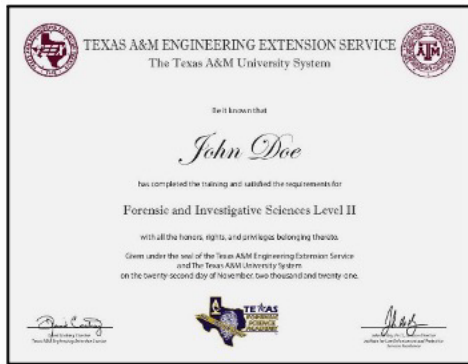 TEXAS A&M ENGINEERING EXTENSION SERVICE
The Texas A&M University System
Be it known that
John Doe
has completed the training and satisfied the requirements for
Forensic and Investigative Sciences Level II
with all the honors, rights, and privileges belonging thereto.
Given under the seal of the Texas A&M Engineering Extension Service
and The Texas A&M University System
on the twenty-second day of November, two thousand and twenty-one.
TEXAS
FORENSIC
SCIENCE
ACADEMY